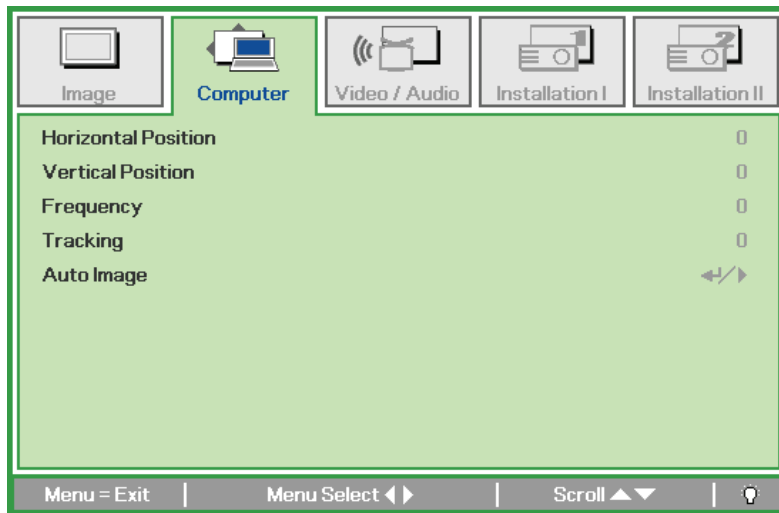 Image Computer Video / Audio Installation I Installation II
Horizontal Position 0
Vertical Position 0
Frequency 0
Tracking 0
Auto Image
Menu = Exit Menu Select Scroll